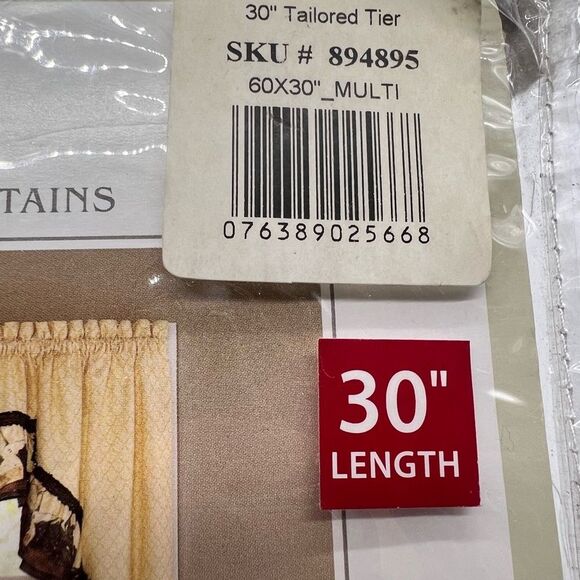 30" Tailored Tier
SKU # 894895
60X30"_MULTI
076389025668
TAINS
30"
LENGTH